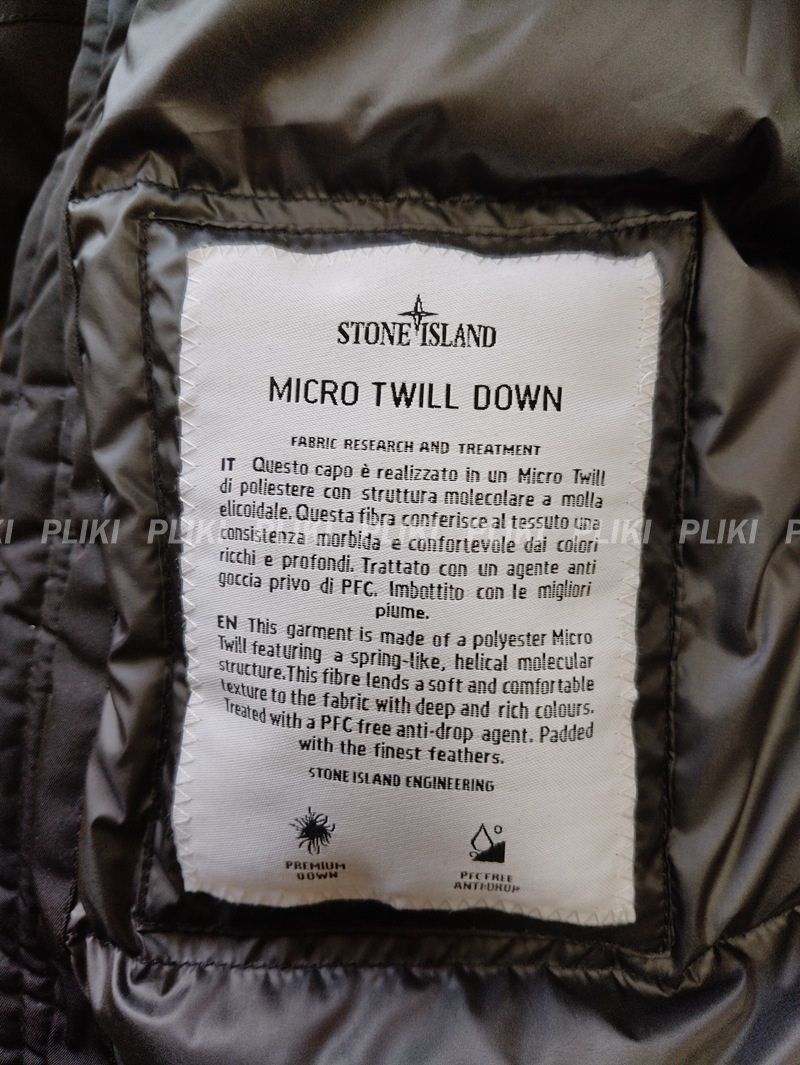 STONE ISLAND
MICRO TWILL DOWN
FABRIC RESEARCH AND TREATMENT
IT Questo capo è realizzato in un Micro Twill
di poliestere con struttura molecolare a molla
elicoidale. Questa fibra conferisce al tessuto una
PLIKI PLIKI PLIKI PLIKI PLIKI PLIKI
consistenza morbida e confortevole dai colori
ricchi e profondi. Trattato con un agente anti
goccia privo di PFC. Imbottito con le migliori
piume.
EN This garment is made of a polyester Micro
Twill featuring a spring-like, helical molecular
structure.This fibre lends a soft and comfortable
texture to the fabric with deep and rich colours.
Treated with a PFC free anti-drop agent. Padded
with the finest feathers.
STONE ISLAND ENGINEERING
PREMIUM
DOWN
PFC FREE
ANTI-DROP